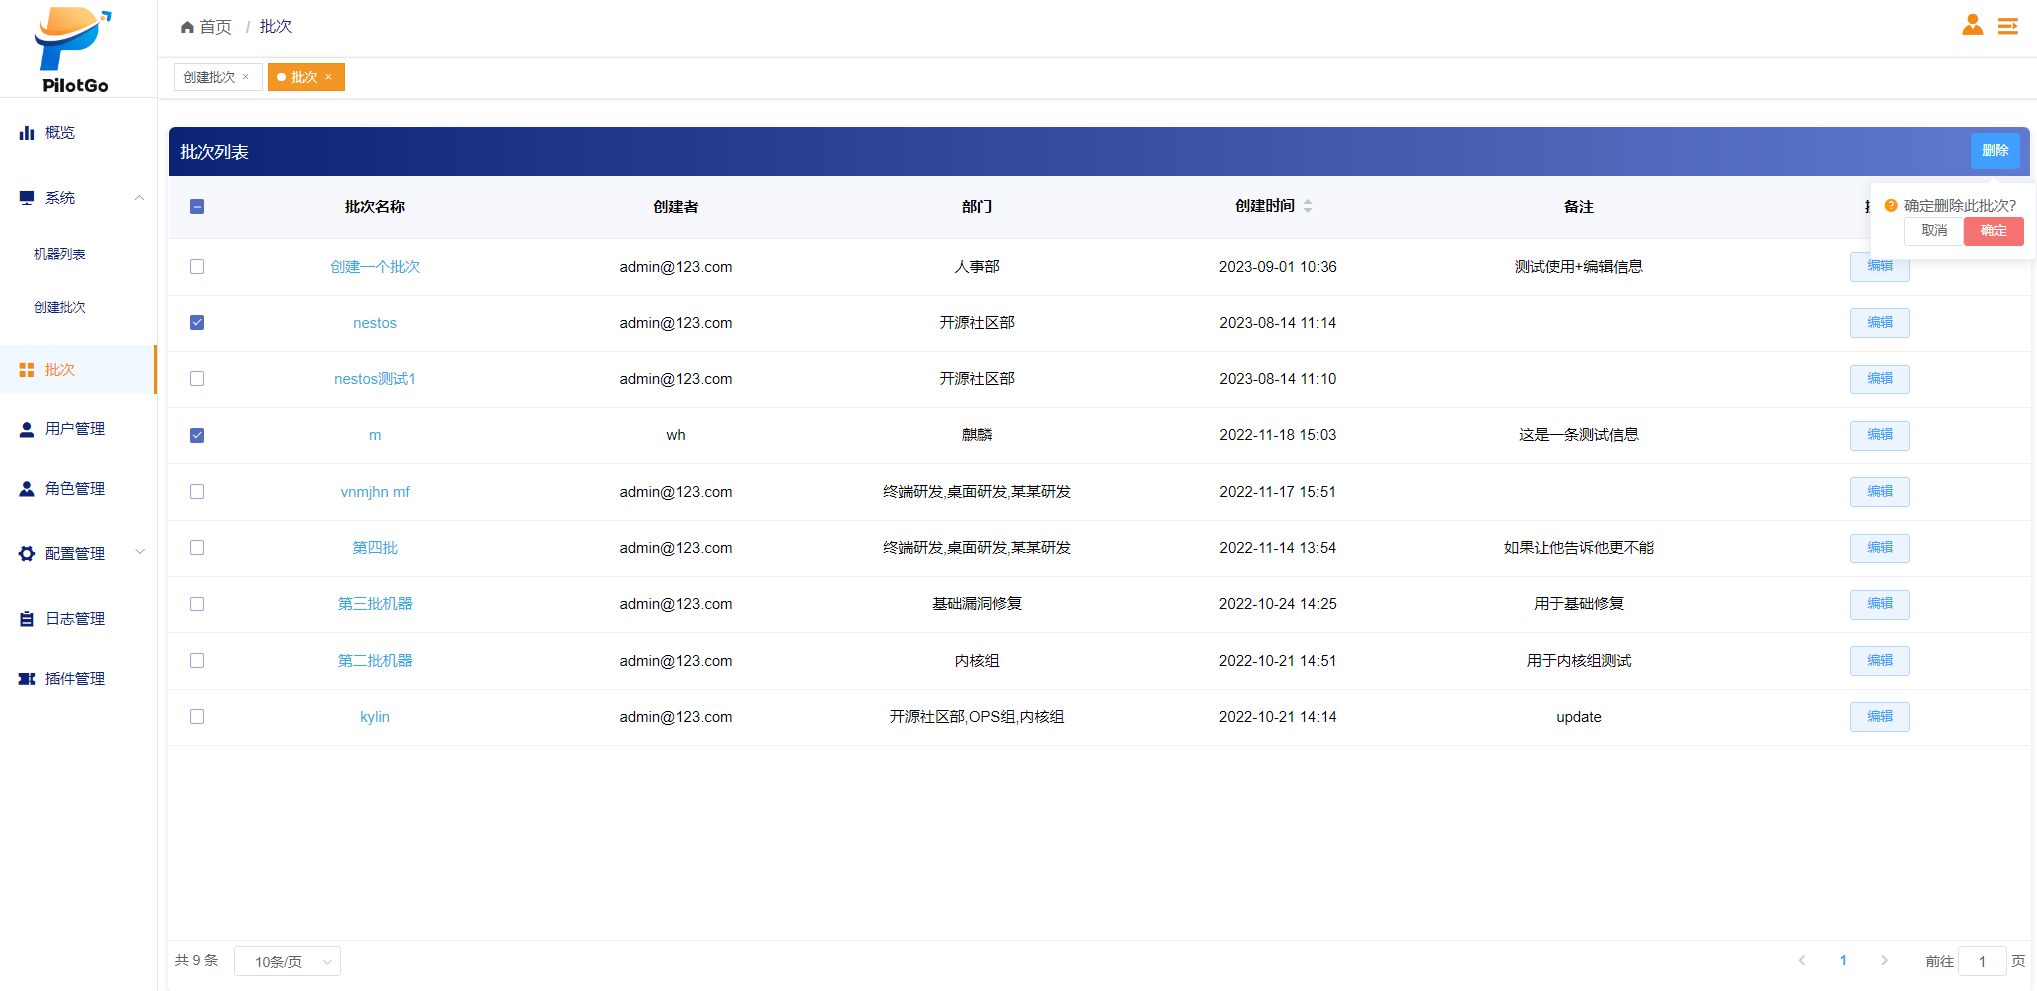 PilotGo
首页 / 批次
创建批次 ×
批次 ×
概览
系统
机器列表
创建批次
批次
用户管理
角色管理
配置管理
日志管理
插件管理
批次列表
删除
确定删除此批次?
取消 确定
批次名称 创建者 部门 创建时间 备注
创建一个批次 admin@123.com 人事部 2023-09-01 10:36 测试使用+编辑信息 编辑
nestos admin@123.com 开源社区部 2023-08-14 11:14 编辑
nestos测试1 admin@123.com 开源社区部 2023-08-14 11:10 编辑
m wh 麒麟 2022-11-18 15:03 这是一条测试信息 编辑
vnmjhn mf admin@123.com 终端研发,桌面研发,某某研发 2022-11-17 15:51 编辑
第四批 admin@123.com 终端研发,桌面研发,某某研发 2022-11-14 13:54 如果让他告诉他更不能 编辑
第三批机器 admin@123.com 基础漏洞修复 2022-10-24 14:25 用于基础修复 编辑
第二批机器 admin@123.com 内核组 2022-10-21 14:51 用于内核组测试 编辑
kylin admin@123.com 开源社区部,OPS组,内核组 2022-10-21 14:14 update 编辑
共 9 条 10条/页 1 前往 1 页